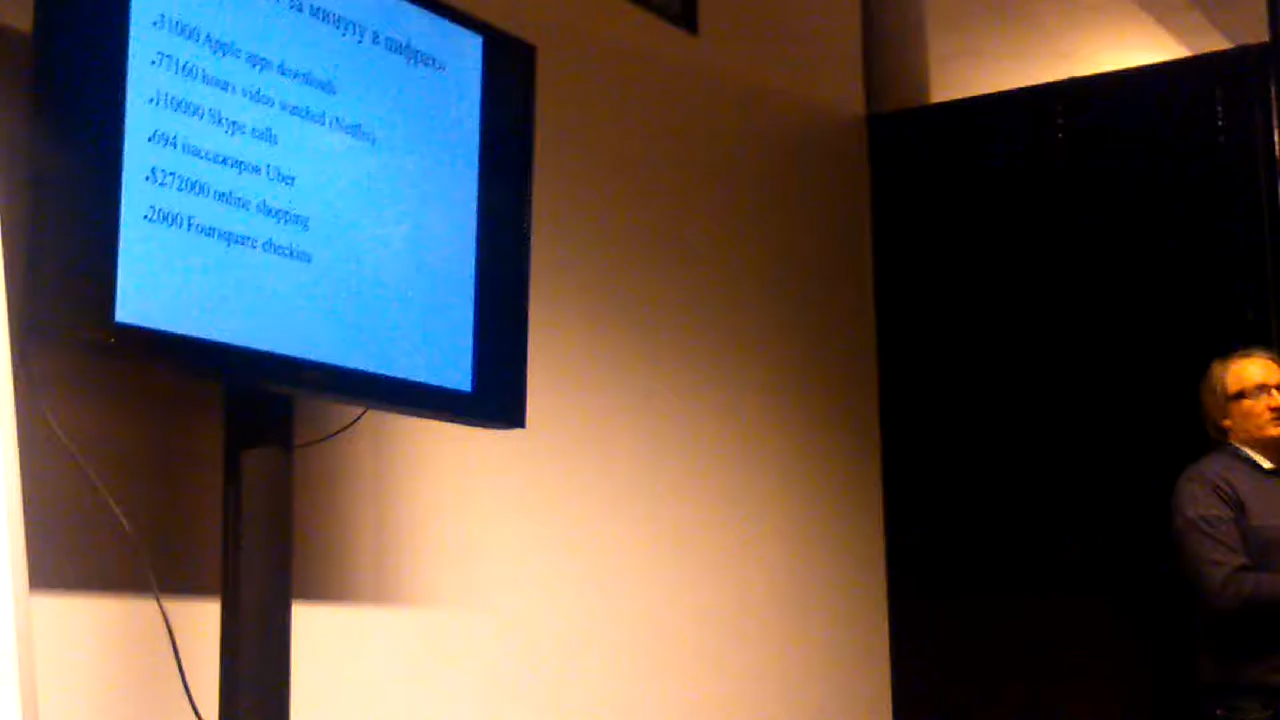 за минуту в цифрах»
.31000 Apple apps downloads
.77160 hours video watched (Netflix)
.110000 Skype calls
.694 пассажиров Uber
.$272000 online shopping
.2000 Foursquare checkins